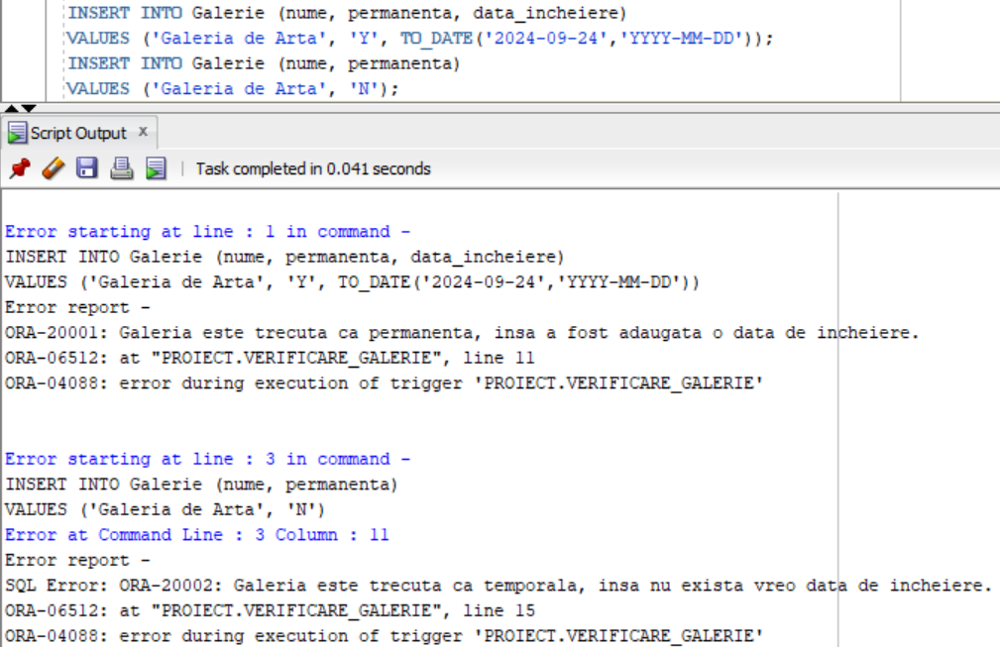 INSERT INTO Galerie (nume, permanenta, data_incheiere)
VALUES ('Galeria de Arta', 'Y', TO_DATE('2024-09-24','YYYY-MM-DD'));
INSERT INTO Galerie (nume, permanenta)
VALUES ('Galeria de Arta', 'N');
Script Output x
Task completed in 0.041 seconds
Error starting at line : 1 in command -
INSERT INTO Galerie (nume, permanenta, data_incheiere)
VALUES ('Galeria de Arta', 'Y', TO_DATE('2024-09-24','YYYY-MM-DD'))
Error report -
ORA-20001: Galeria este trecuta ca permanenta, insa a fost adaugata o data de incheiere.
ORA-06512: at "PROIECT.VERIFICARE_GALERIE", line 11
ORA-04088: error during execution of trigger 'PROIECT.VERIFICARE_GALERIE'
Error starting at line : 3 in command -
INSERT INTO Galerie (nume, permanenta)
VALUES ('Galeria de Arta', 'N')
Error at Command Line : 3 Column : 11
Error report -
SQL Error: ORA-20002: Galeria este trecuta ca temporala, insa nu exista vreo data de incheiere.
ORA-06512: at "PROIECT.VERIFICARE_GALERIE", line 15
ORA-04088: error during execution of trigger 'PROIECT.VERIFICARE_GALERIE'